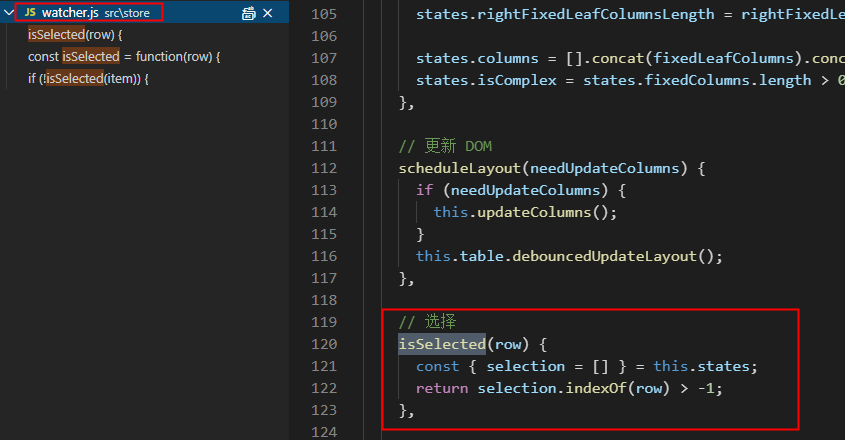 JS watcher.js src\store
isSelected(row) {
const isSelected = function(row) {
if (!isSelected(item)) {
105 states.rightFixedLeafColumnsLength = rightFixedLe
106
107 states.columns = [].concat(fixedLeafColumns).conc
108 states.isComplex = states.fixedColumns.length > 0
109 },
110
111 // 更新 DOM
112 scheduleLayout(needUpdateColumns) {
113 if (needUpdateColumns) {
114 this.updateColumns();
115 }
116 this.table.debouncedUpdateLayout();
117 },
118
119 // 选择
120 isSelected(row) {
121 const { selection = [] } = this.states;
122 return selection.indexOf(row) > -1;
123 },
124